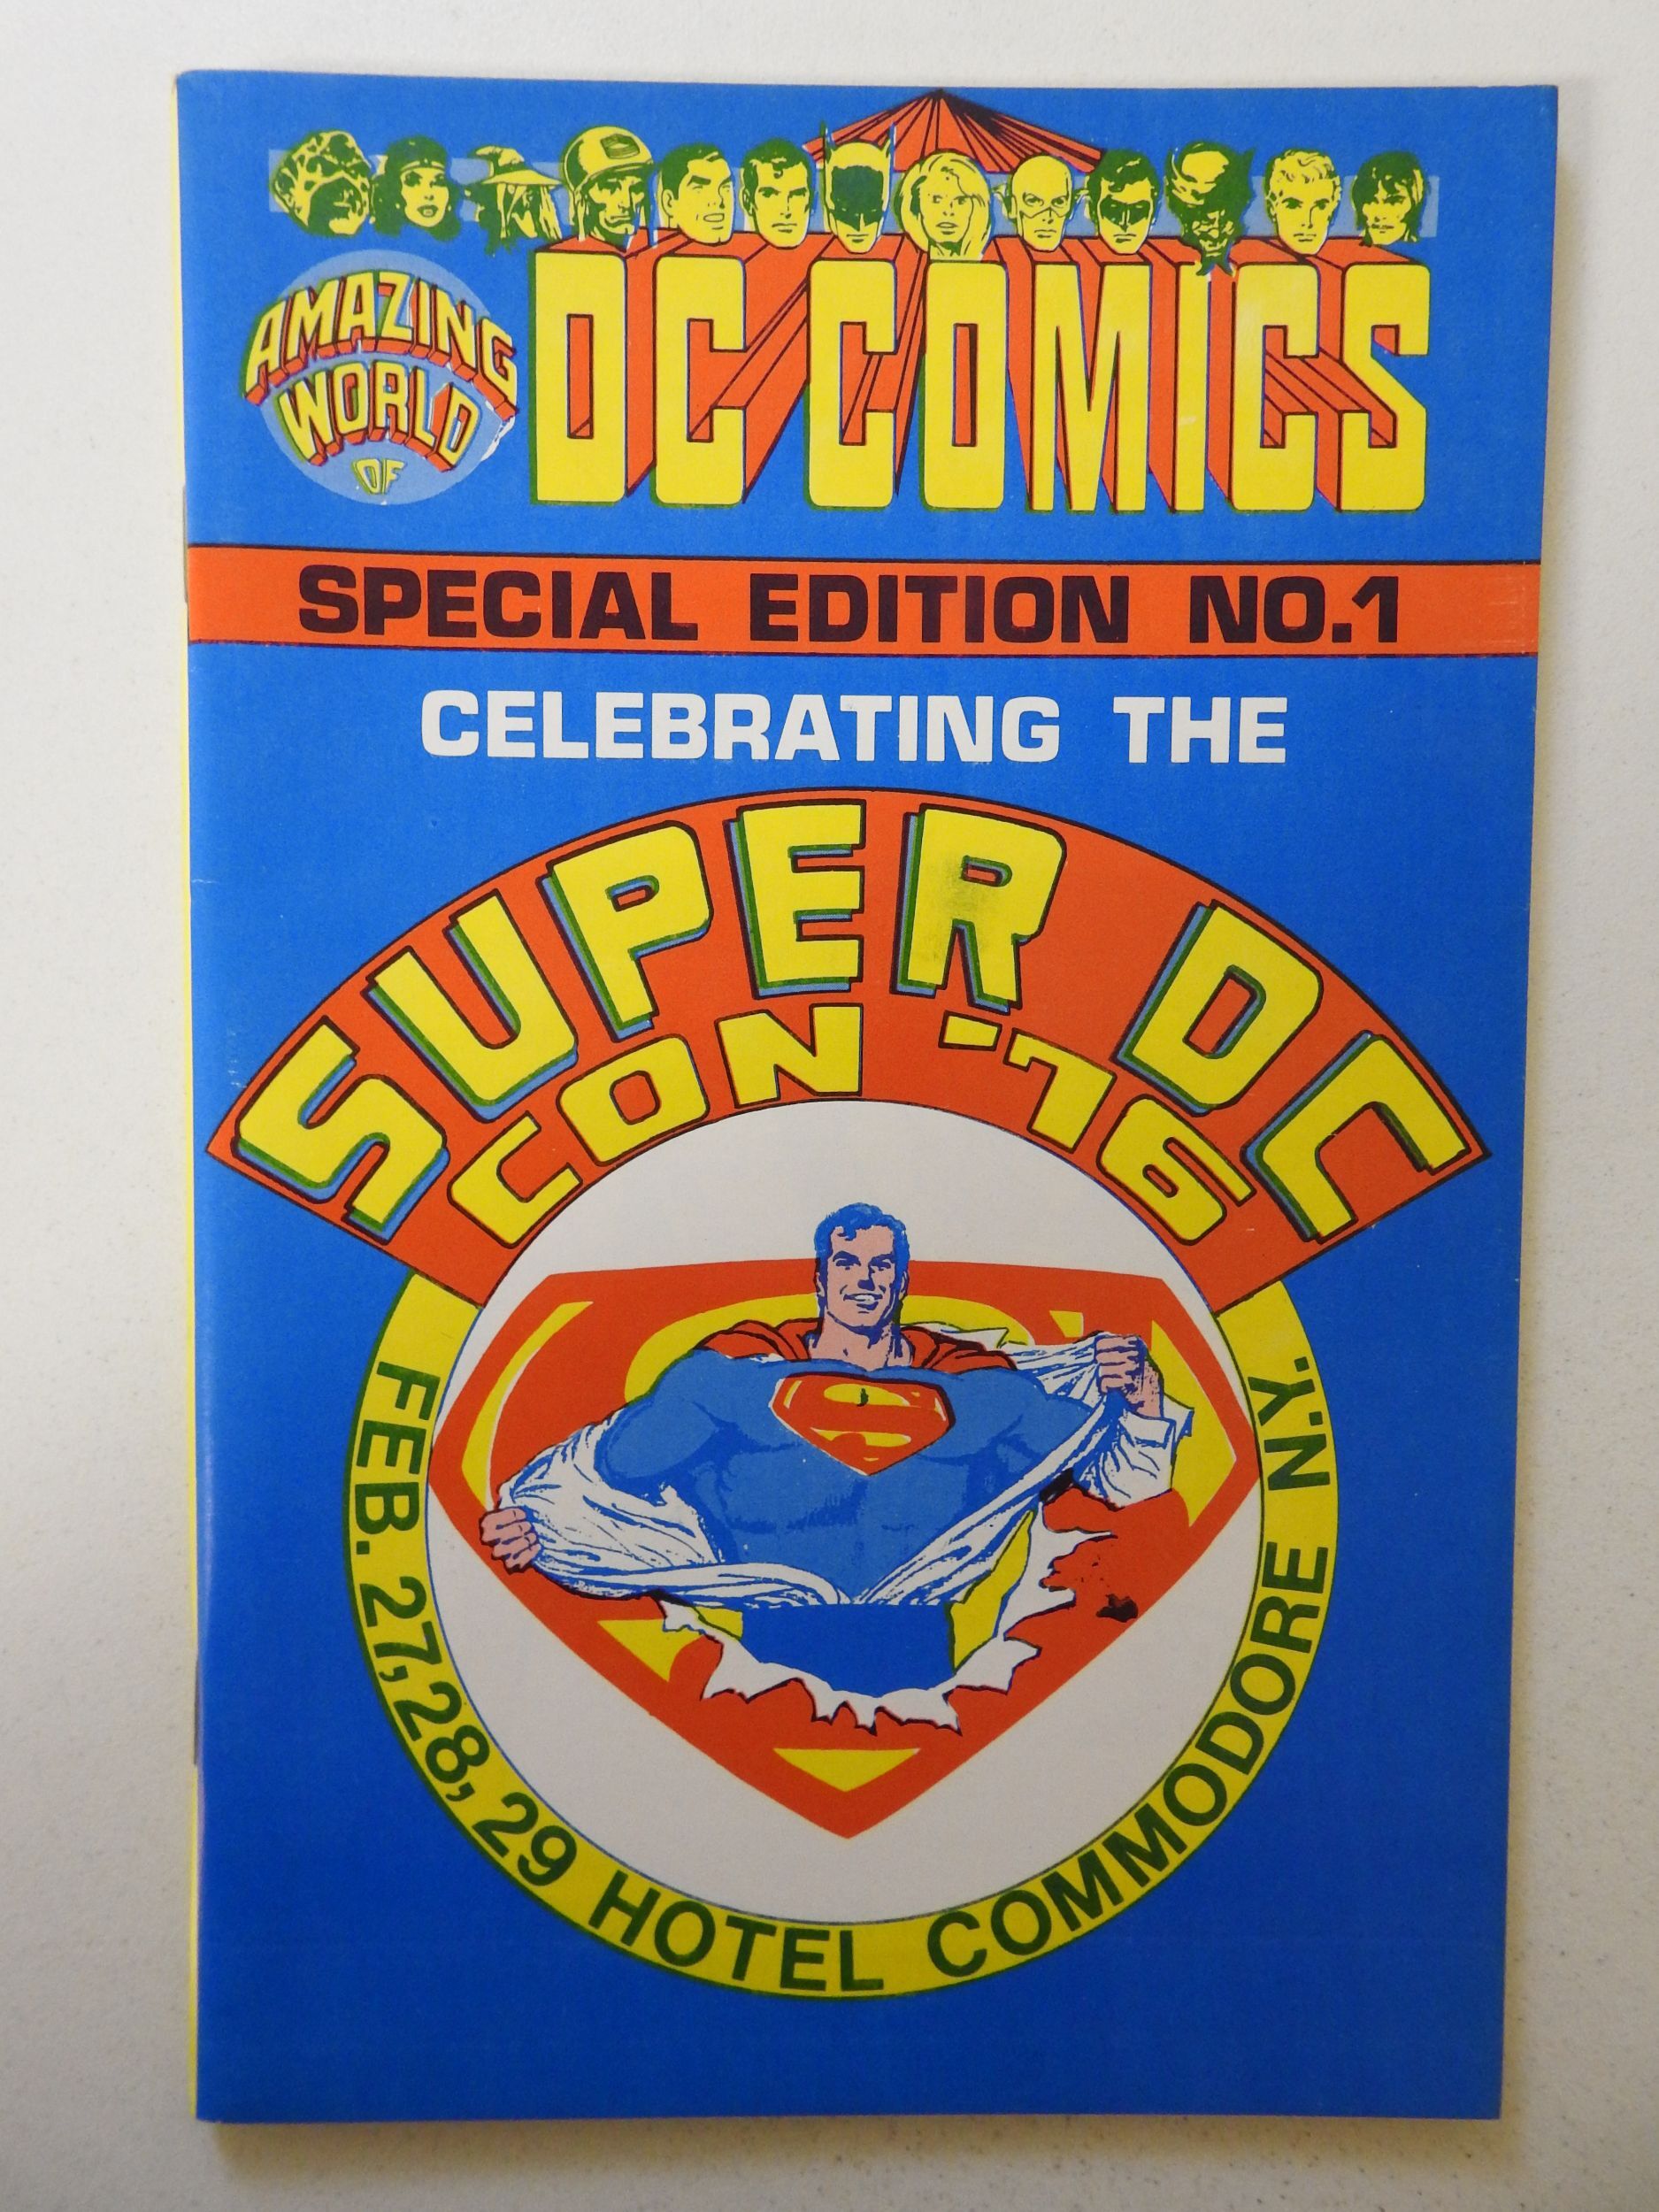 AMAZING
WORLD
OF
DC COMICS
SPECIAL EDITION NO.1
CELEBRATING THE
SUPER DC
CON '76
FEB. 27, 28, 29 HOTEL COMMODORE N.Y.
S